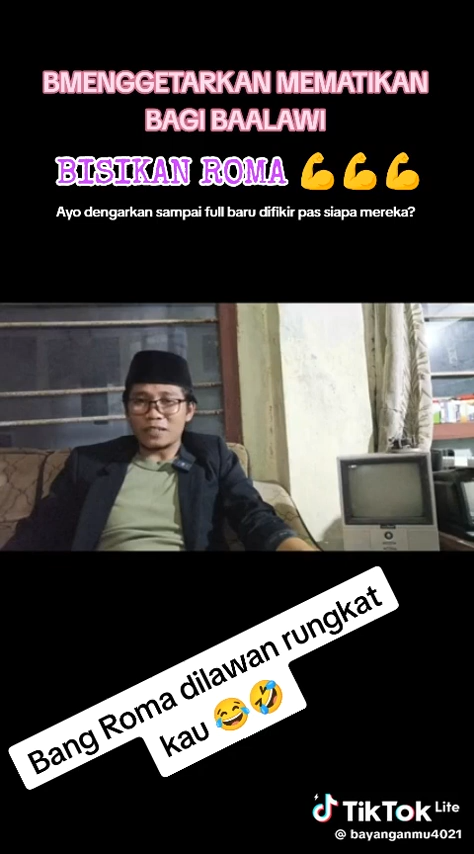 BMENGGETARKAN MEMATIKAN
BAGI BAALAWI
BISIKAN ROMA 💪💪💪
Ayo dengarkan sampai full baru difikir pas siapa mereka?
Bang Roma dilawan rungkat
kau 😂🤣
TikTok Lite
@ bayanganmu4021